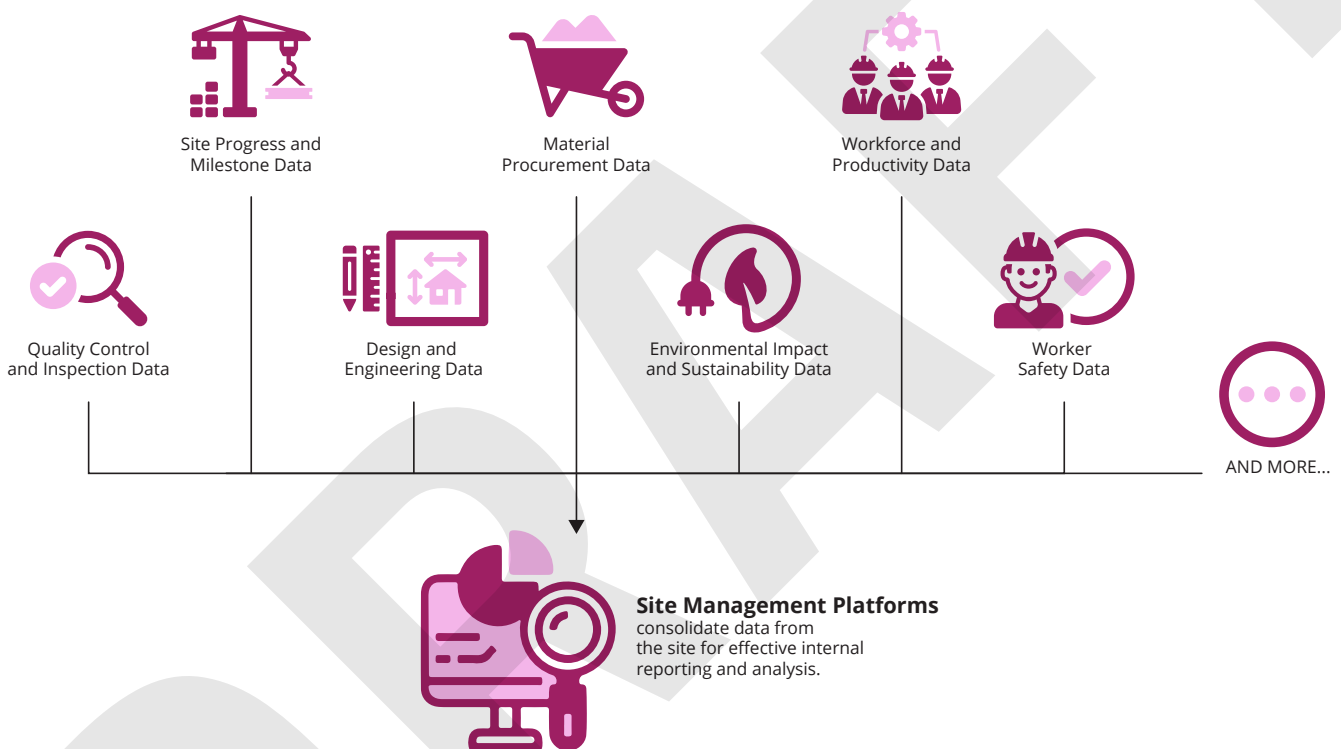 Site Progress and
Milestone Data
Material
Procurement Data
Workforce and
Productivity Data
Quality Control
and Inspection Data
Design and
Engineering Data
Environmental Impact
and Sustainability Data
Worker
Safety Data
AND MORE...
Site Management Platforms
consolidate data from
the site for effective internal
reporting and analysis.
DRAFT